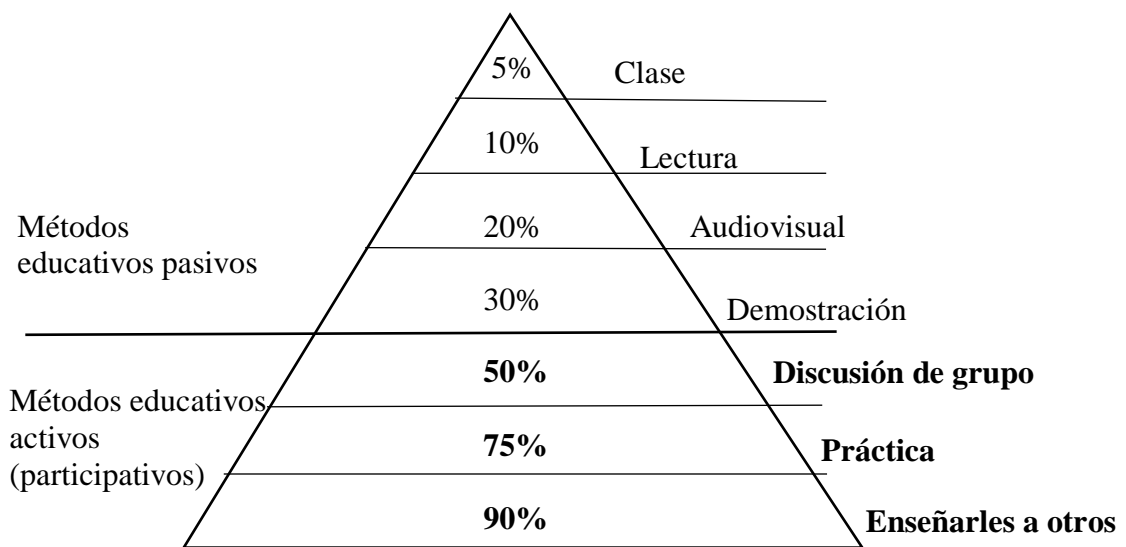 5%
Clase
10%
Lectura
Métodos
educativos pasivos
20%
Audiovisual
30%
Demostración
50%
Discusión de grupo
Métodos educativos
activos
(participativos)
75%
Práctica
90%
Enseñarles a otros